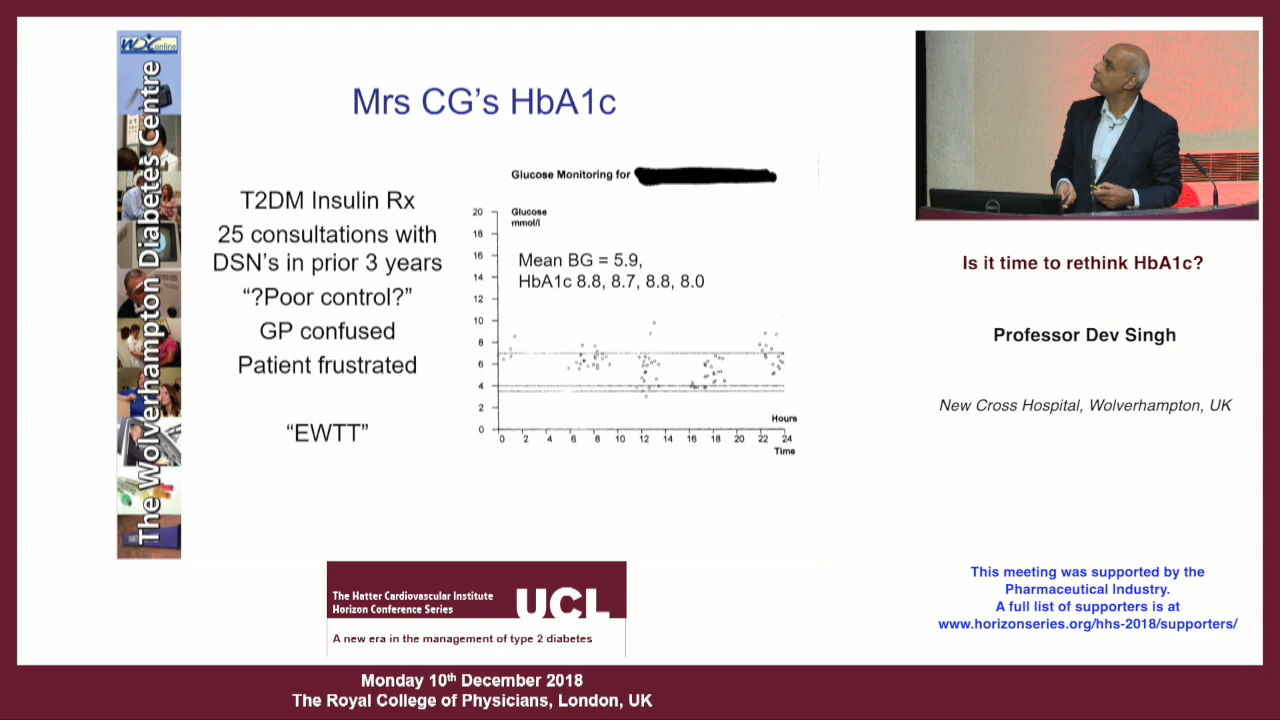 WDC online
The Wolverhampton Diabetes Centre
Mrs CG's HbA1c
T2DM Insulin Rx
25 consultations with
DSN's in prior 3 years
“?Poor control?”
GP confused
Patient frustrated
“EWTT”
Glucose Monitoring for
Glucose
mmol/l
20
18
16
14
12
10
8
6
4
2
0
Mean BG = 5.9,
HbA1c 8.8, 8.7, 8.8, 8.0
Hours
0 2 4 6 8 10 12 14 16 18 20 22 24
Time
The Hatter Cardiovascular Institute
Horizon Conference Series
UCL
A new era in the management of type 2 diabetes
DELL
Is it time to rethink HbA1c?
Professor Dev Singh
New Cross Hospital, Wolverhampton, UK
This meeting was supported by the
Pharmaceutical Industry.
A full list of supporters is at
www.horizonseries.org/hhs-2018/supporters/
Monday 10th December 2018
The Royal College of Physicians, London, UK